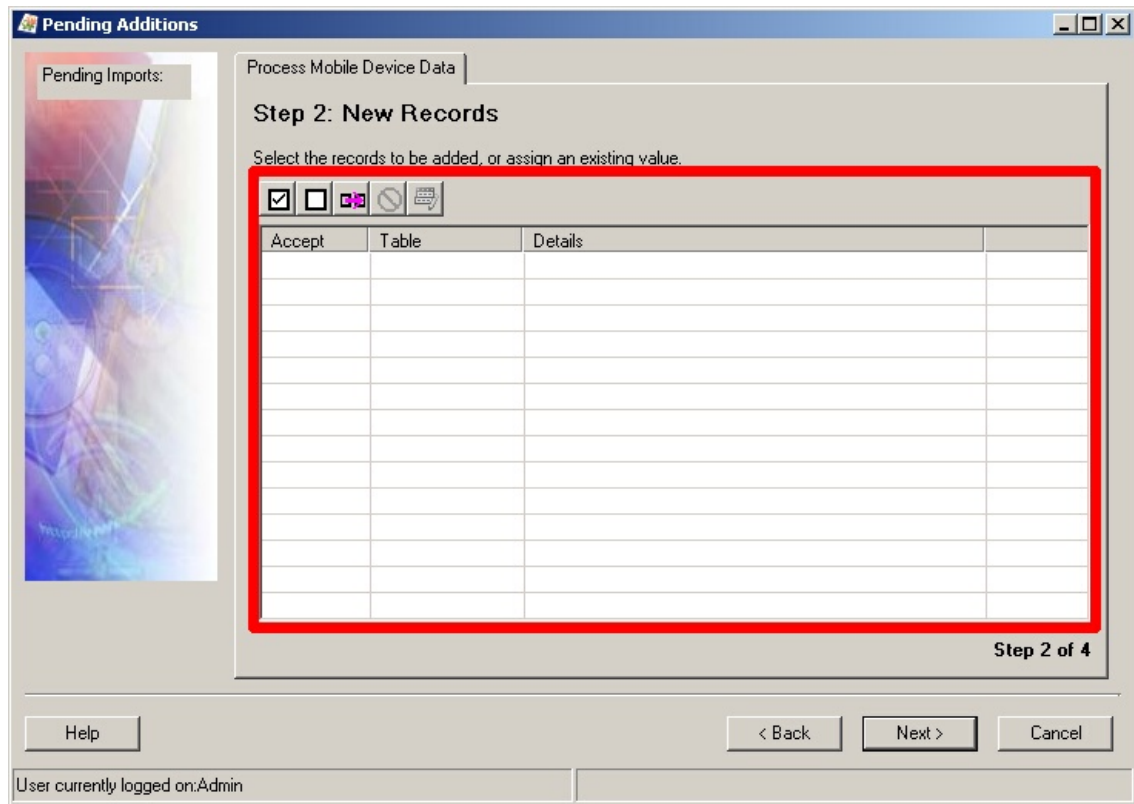 Pending Additions
Pending Imports:
Process Mobile Device Data
Step 2: New Records
Select the records to be added, or assign an existing value.
Accept Table Details
Step 2 of 4
Help < Back Next > Cancel
User currently logged on:Admin